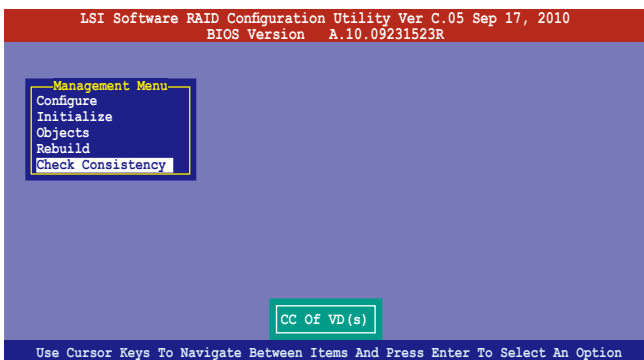 LSI Software RAID Configuration Utility Ver C.05 Sep 17, 2010
BIOS Version A.10.09231523R
Management Menu
Configure
Initialize
Objects
Rebuild
Check Consistency
CC Of VD(s)
Use Cursor Keys To Navigate Between Items And Press Enter To Select An Option